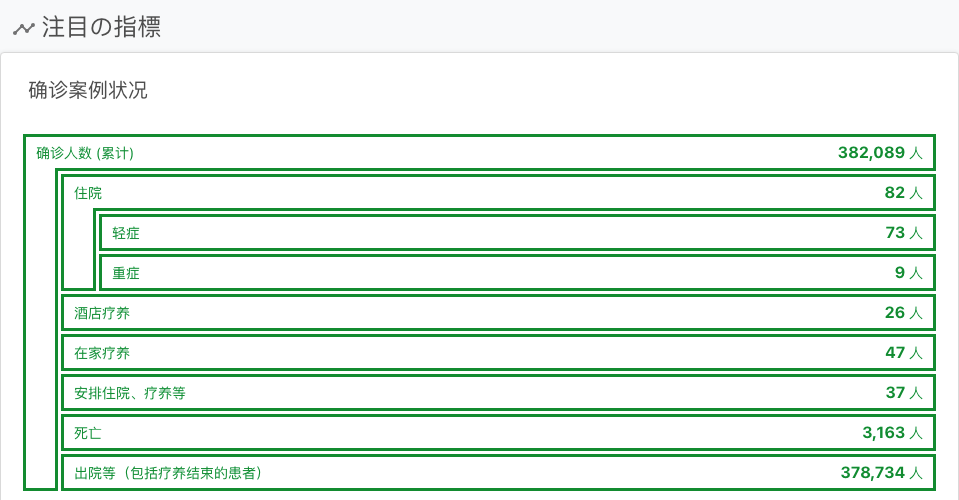 注目の指標
确诊案例状况
确诊人数 (累计) 382,089 人
住院 82 人
轻症 73 人
重症 9 人
酒店疗养 26 人
在家疗养 47 人
安排住院、疗养等 37 人
死亡 3,163 人
出院等（包括疗养结束的患者） 378,734 人